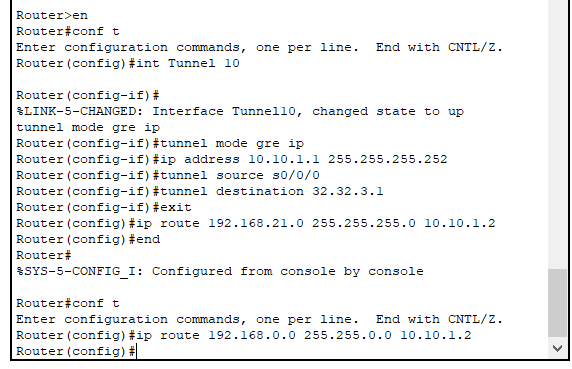 Router>en
Router#conf t
Enter configuration commands, one per line.  End with CNTL/Z.
Router(config)#int Tunnel 10
Router(config-if)#
%LINK-5-CHANGED: Interface Tunnel10, changed state to up
tunnel mode gre ip
Router(config-if)#tunnel mode gre ip
Router(config-if)#ip address 10.10.1.1 255.255.255.252
Router(config-if)#tunnel source s0/0/0
Router(config-if)#tunnel destination 32.32.3.1
Router(config-if)#exit
Router(config)#ip route 192.168.21.0 255.255.255.0 10.10.1.2
Router(config)#end
Router#
%SYS-5-CONFIG_I: Configured from console by console
Router#conf t
Enter configuration commands, one per line.  End with CNTL/Z.
Router(config)#ip route 192.168.0.0 255.255.0.0 10.10.1.2
Router(config)#